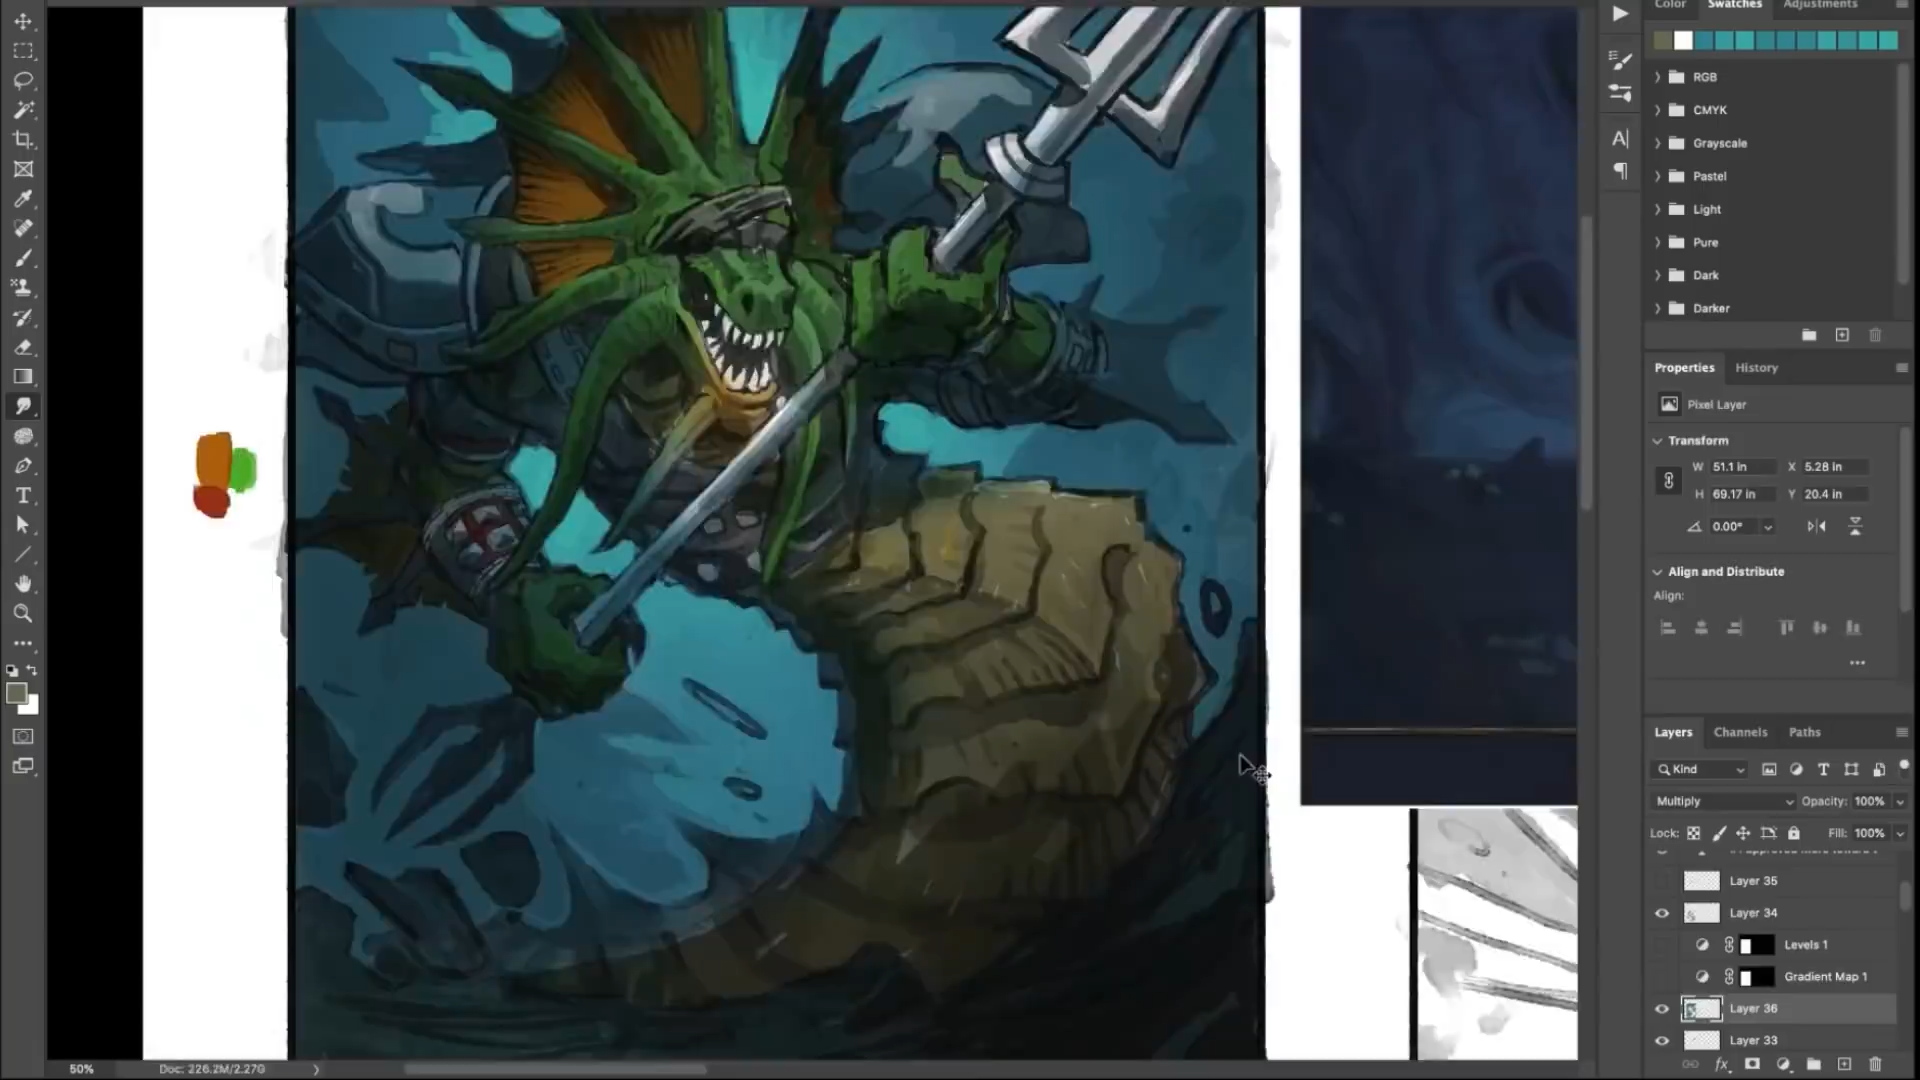 Color Swatches Adjustments
RGB
CMYK
Grayscale
Pastel
Light
Pure
Dark
Darker
Properties History
Pixel Layer
Transform
W 51.1 in X 5.28 in
H 69.17 in Y 20.4 in
0.00°
Align and Distribute
Align:
Layers Channels Paths
Kind
Multiply Opacity: 100%
Lock: Fill: 100%
Layer 35
Layer 34
Levels 1
Gradient Map 1
Layer 36
Layer 33
fx
50% Doc: 226.2M/2.27G